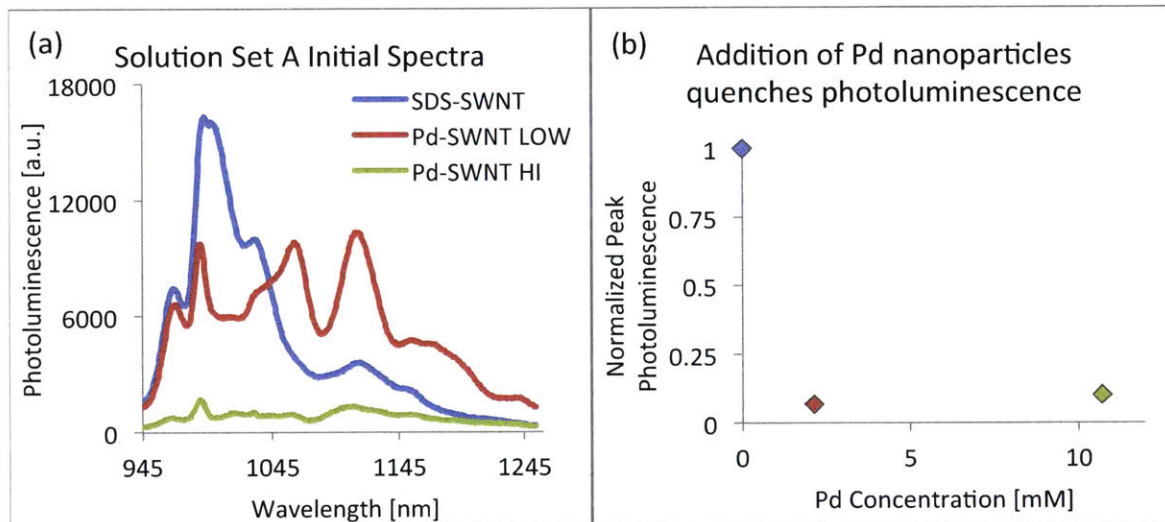 (a)
Solution Set A Initial Spectra
SDS-SWNT
Pd-SWNT LOW
Pd-SWNT HI
Photoluminescence [a.u.]
18000
12000
6000
0
945
1045
1145
1245
Wavelength [nm]
(b)
Addition of Pd nanoparticles
quenches photoluminescence
Normalized Peak
Photoluminescence
1
0.75
0.5
0.25
0
0
5
10
Pd Concentration [mM]